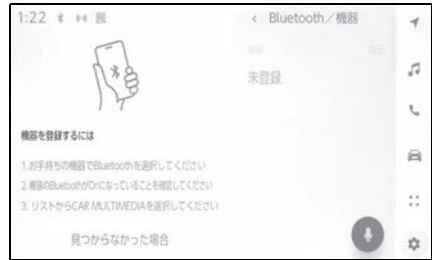 1:22
< Bluetooth／機器
機器 0/5
未登録
機器を登録するには
1.お手持ちの機器でBluetoothを選択してください
2.機器のBluetoothがOnになっていることを確認してください
3.リストからCAR MULTIMEDIAを選択してください
見つからなかった場合